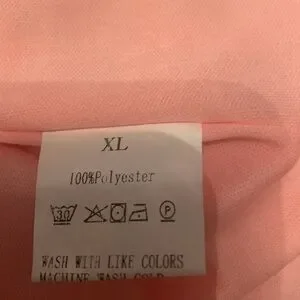 XL
100%Polyester
30 P
WASH WITH LIKE COLORS
MACHINE WASH COLD